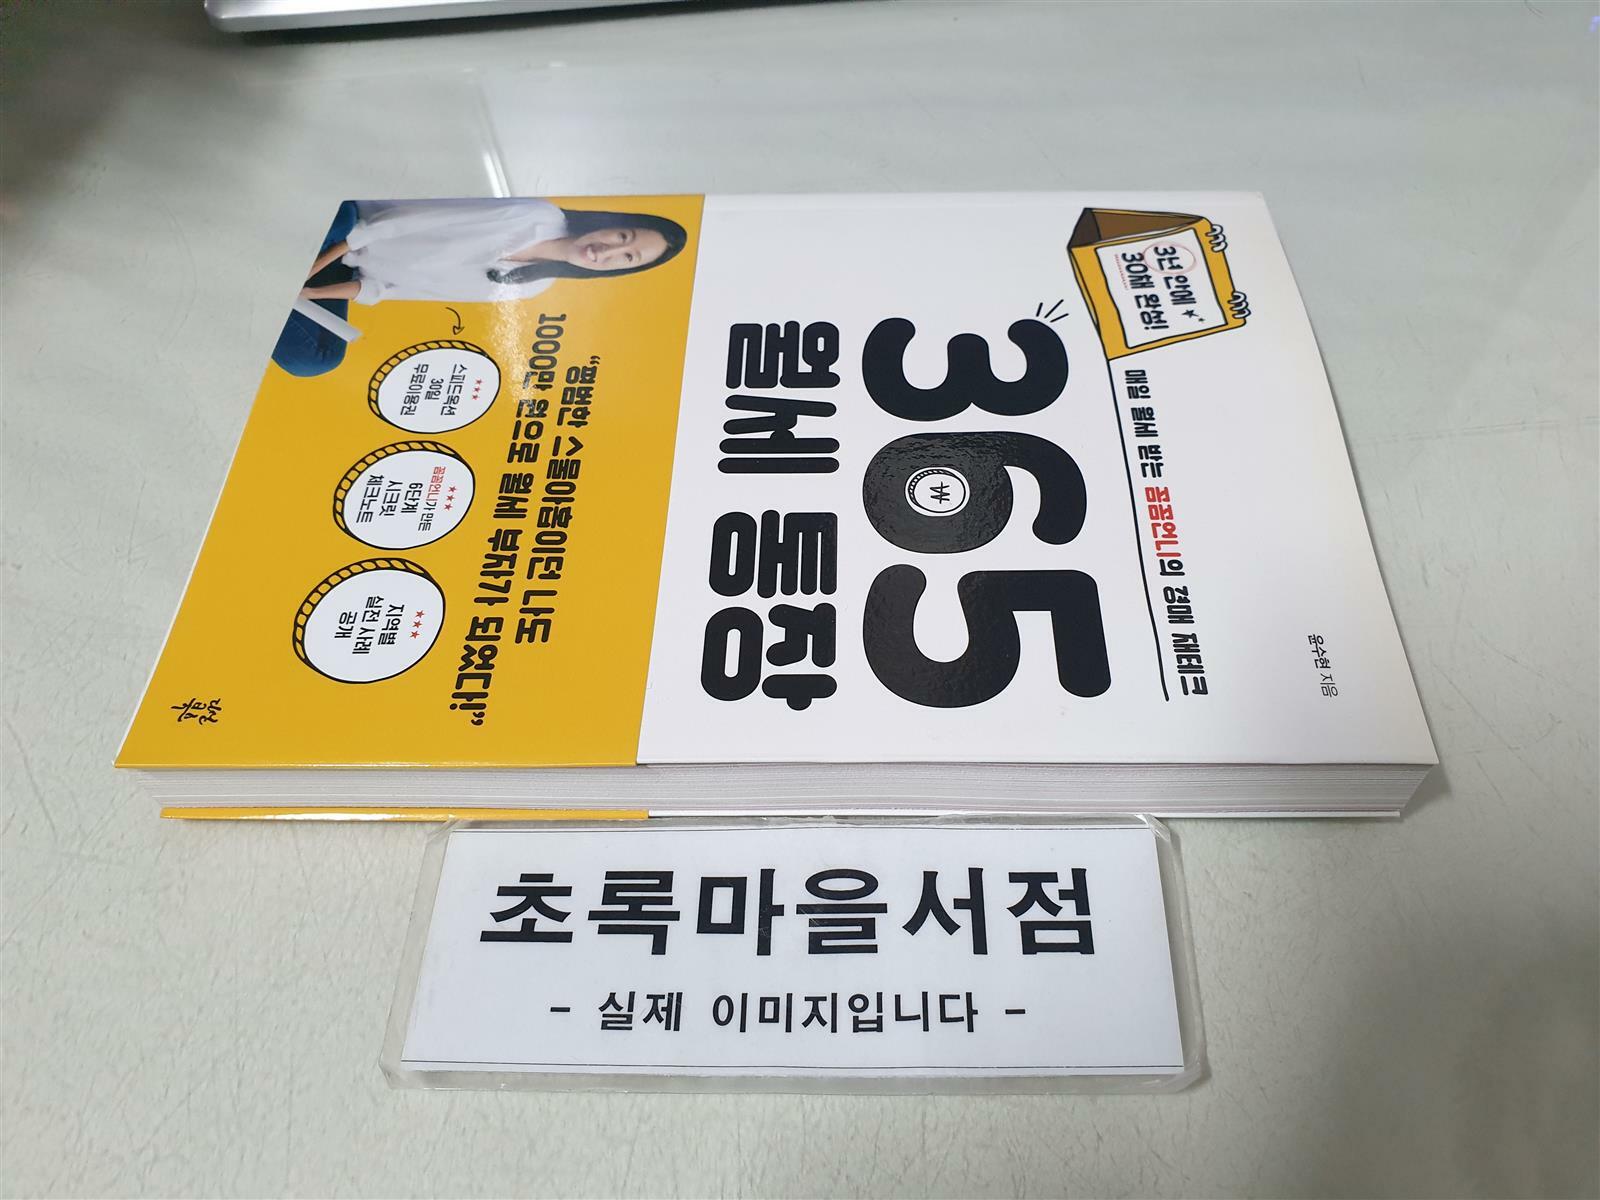 3년 안에
30채 완성!
매일 월세 받는 꿈꿈언니의 경매 재테크
윤수현 지음
365
월세 통장
"평범한 스물아홉이던 나도
1000만 원으로 월세 부자가 되었다!"
스피드옥션
30일
무료이용권
꿈꿈언니가 만든
6단계
시크릿
체크노트
지역별
실전 사례
공개
다산
북스
초록마을서점
- 실제 이미지입니다 -